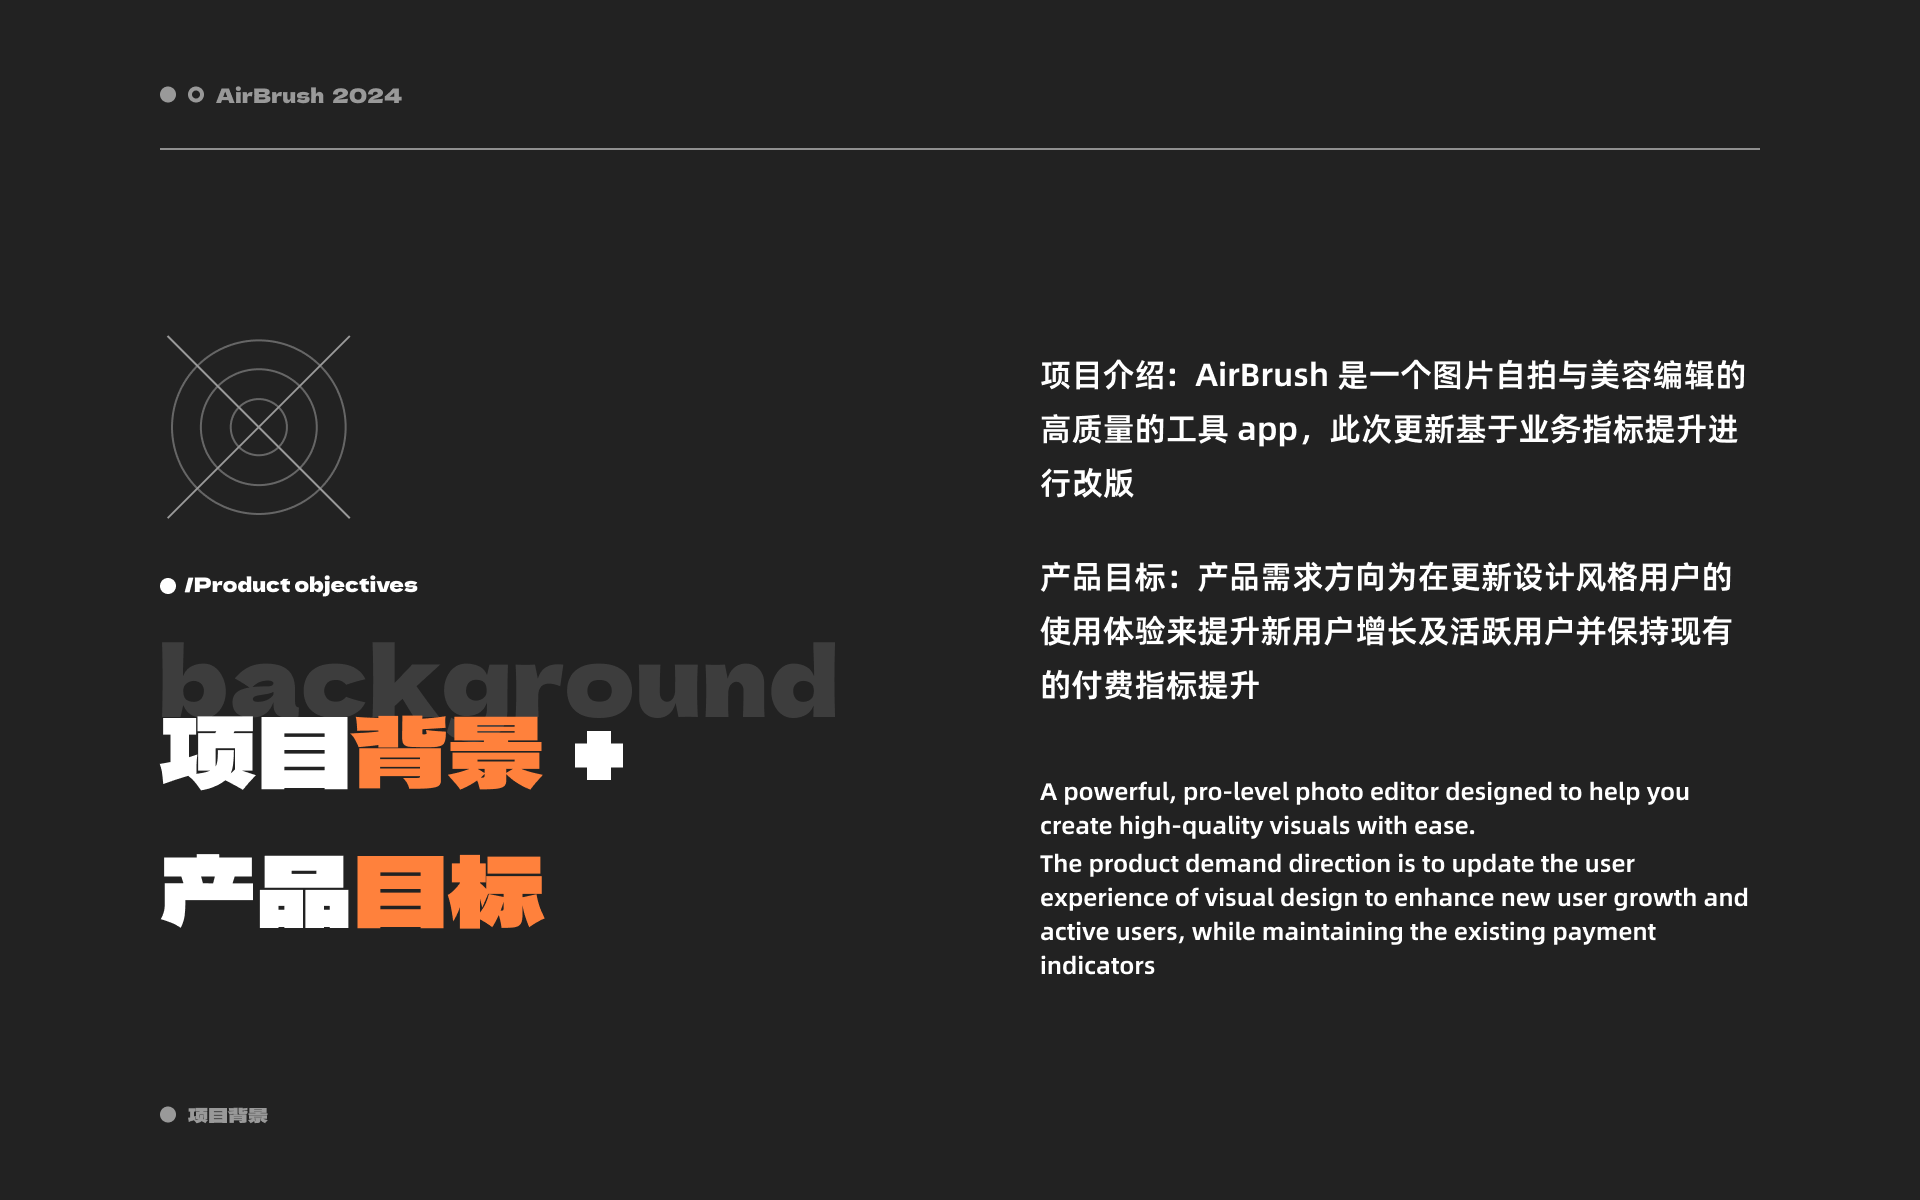 AirBrush 2024
/Product objectives
background
项目背景 +
产品目标
项目介绍：AirBrush 是一个图片自拍与美容编辑的
高质量的工具 app，此次更新基于业务指标提升进
行改版
产品目标：产品需求方向为在更新设计风格用户的
使用体验来提升新用户增长及活跃用户并保持现有
的付费指标提升
A powerful, pro-level photo editor designed to help you
create high-quality visuals with ease.
The product demand direction is to update the user
experience of visual design to enhance new user growth and
active users, while maintaining the existing payment
indicators
项目背景